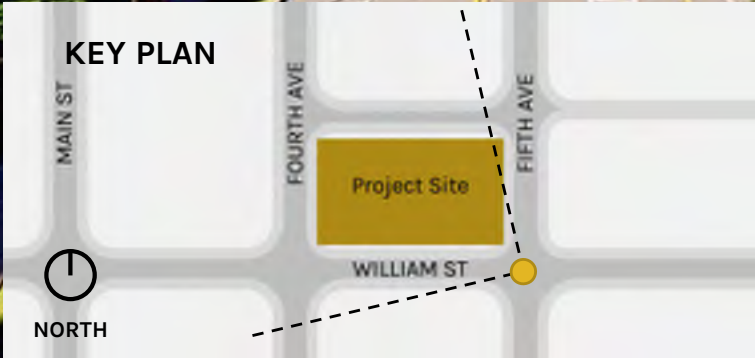 KEY PLAN
MAIN ST
FOURTH AVE
FIFTH AVE
Project Site
WILLIAM ST
NORTH